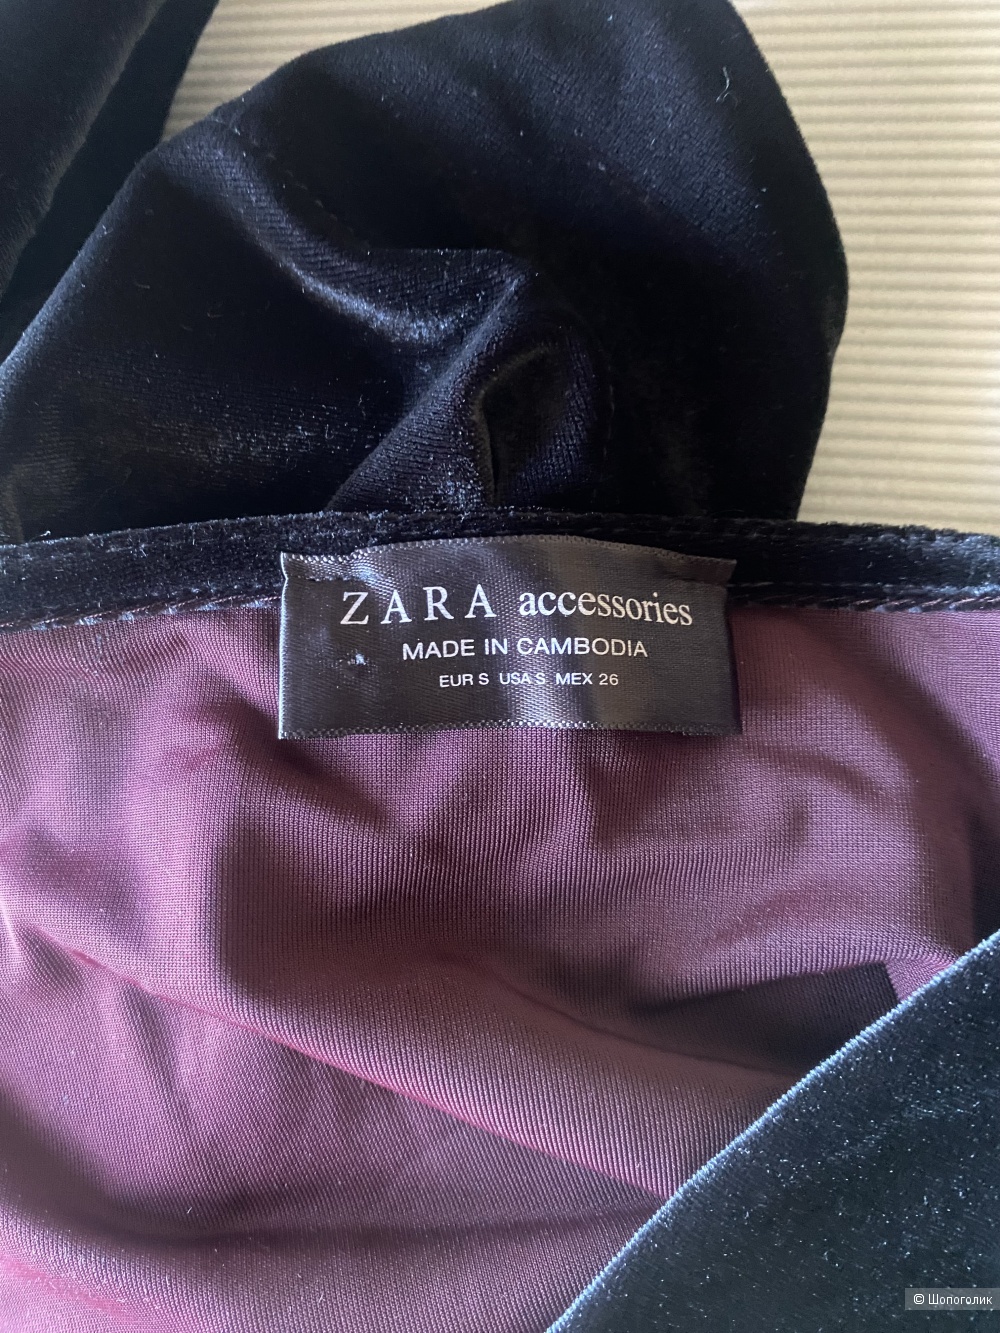 ZARA accessories
MADE IN CAMBODIA
EUR S USA S MEX 26
© Шопоголик